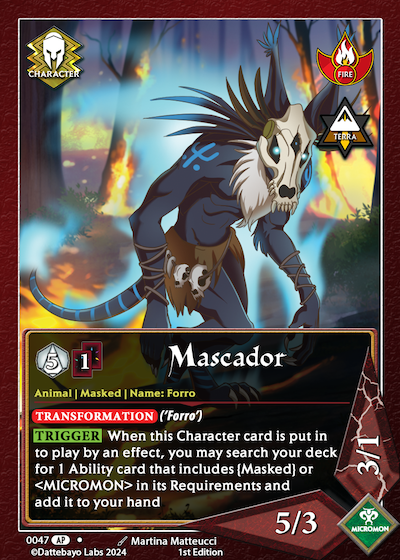 CHARACTER
FIRE
TERRA
5 1 Mascador
Animal | Masked | Name: Forro
TRANSFORMATION ('Forro')
TRIGGER When this Character card is put in
to play by an effect, you may search your deck
for 1 Ability card that includes {Masked} or
<MICROMON> in its Requirements and
add it to your hand
3/1
5/3
MICROMON
0047 AP • Martina Matteucci
©Dattebayo Labs 2024 1st Edition